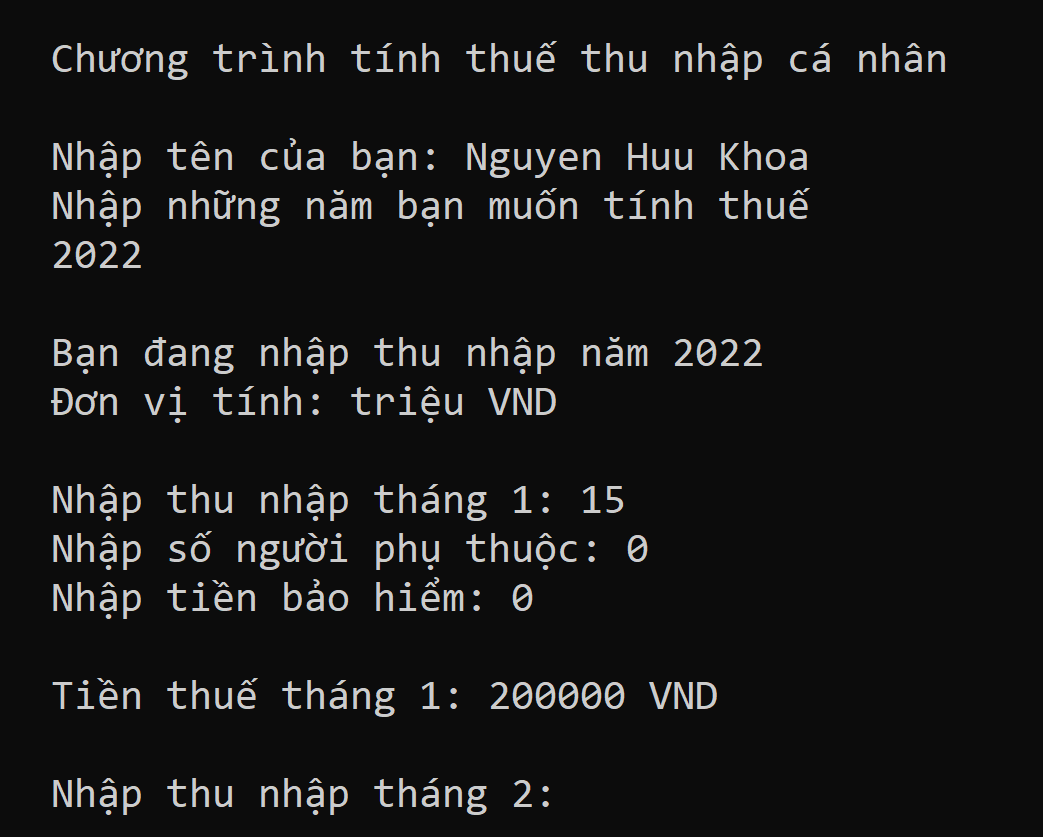 Chương trình tính thuế thu nhập cá nhân
Nhập tên của bạn: Nguyen Huu Khoa
Nhập những năm bạn muốn tính thuế
2022
Bạn đang nhập thu nhập năm 2022
Đơn vị tính: triệu VND
Nhập thu nhập tháng 1: 15
Nhập số người phụ thuộc: 0
Nhập tiền bảo hiểm: 0
Tiền thuế tháng 1: 200000 VND
Nhập thu nhập tháng 2: